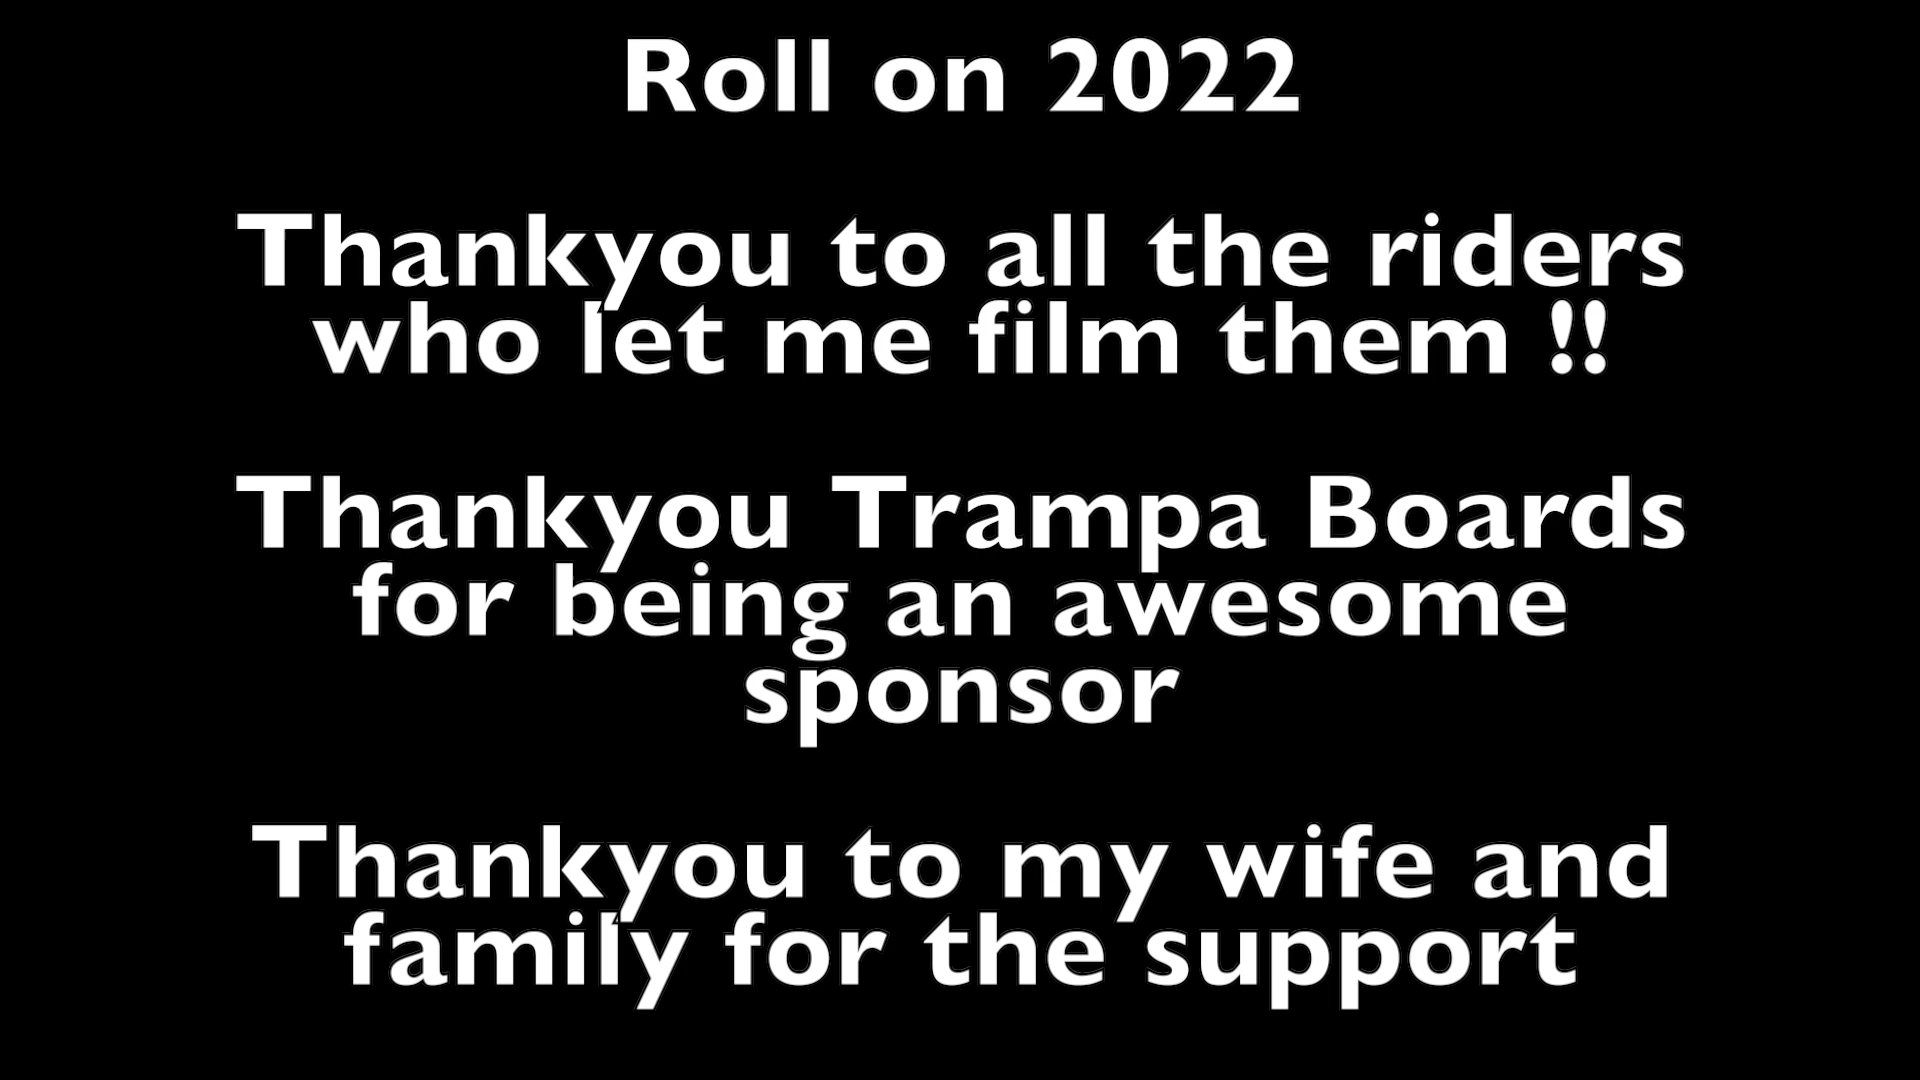 Roll on 2022
Thankyou to all the riders
who let me film them !!
Thankyou Trampa Boards
for being an awesome
sponsor
Thankyou to my wife and
family for the support